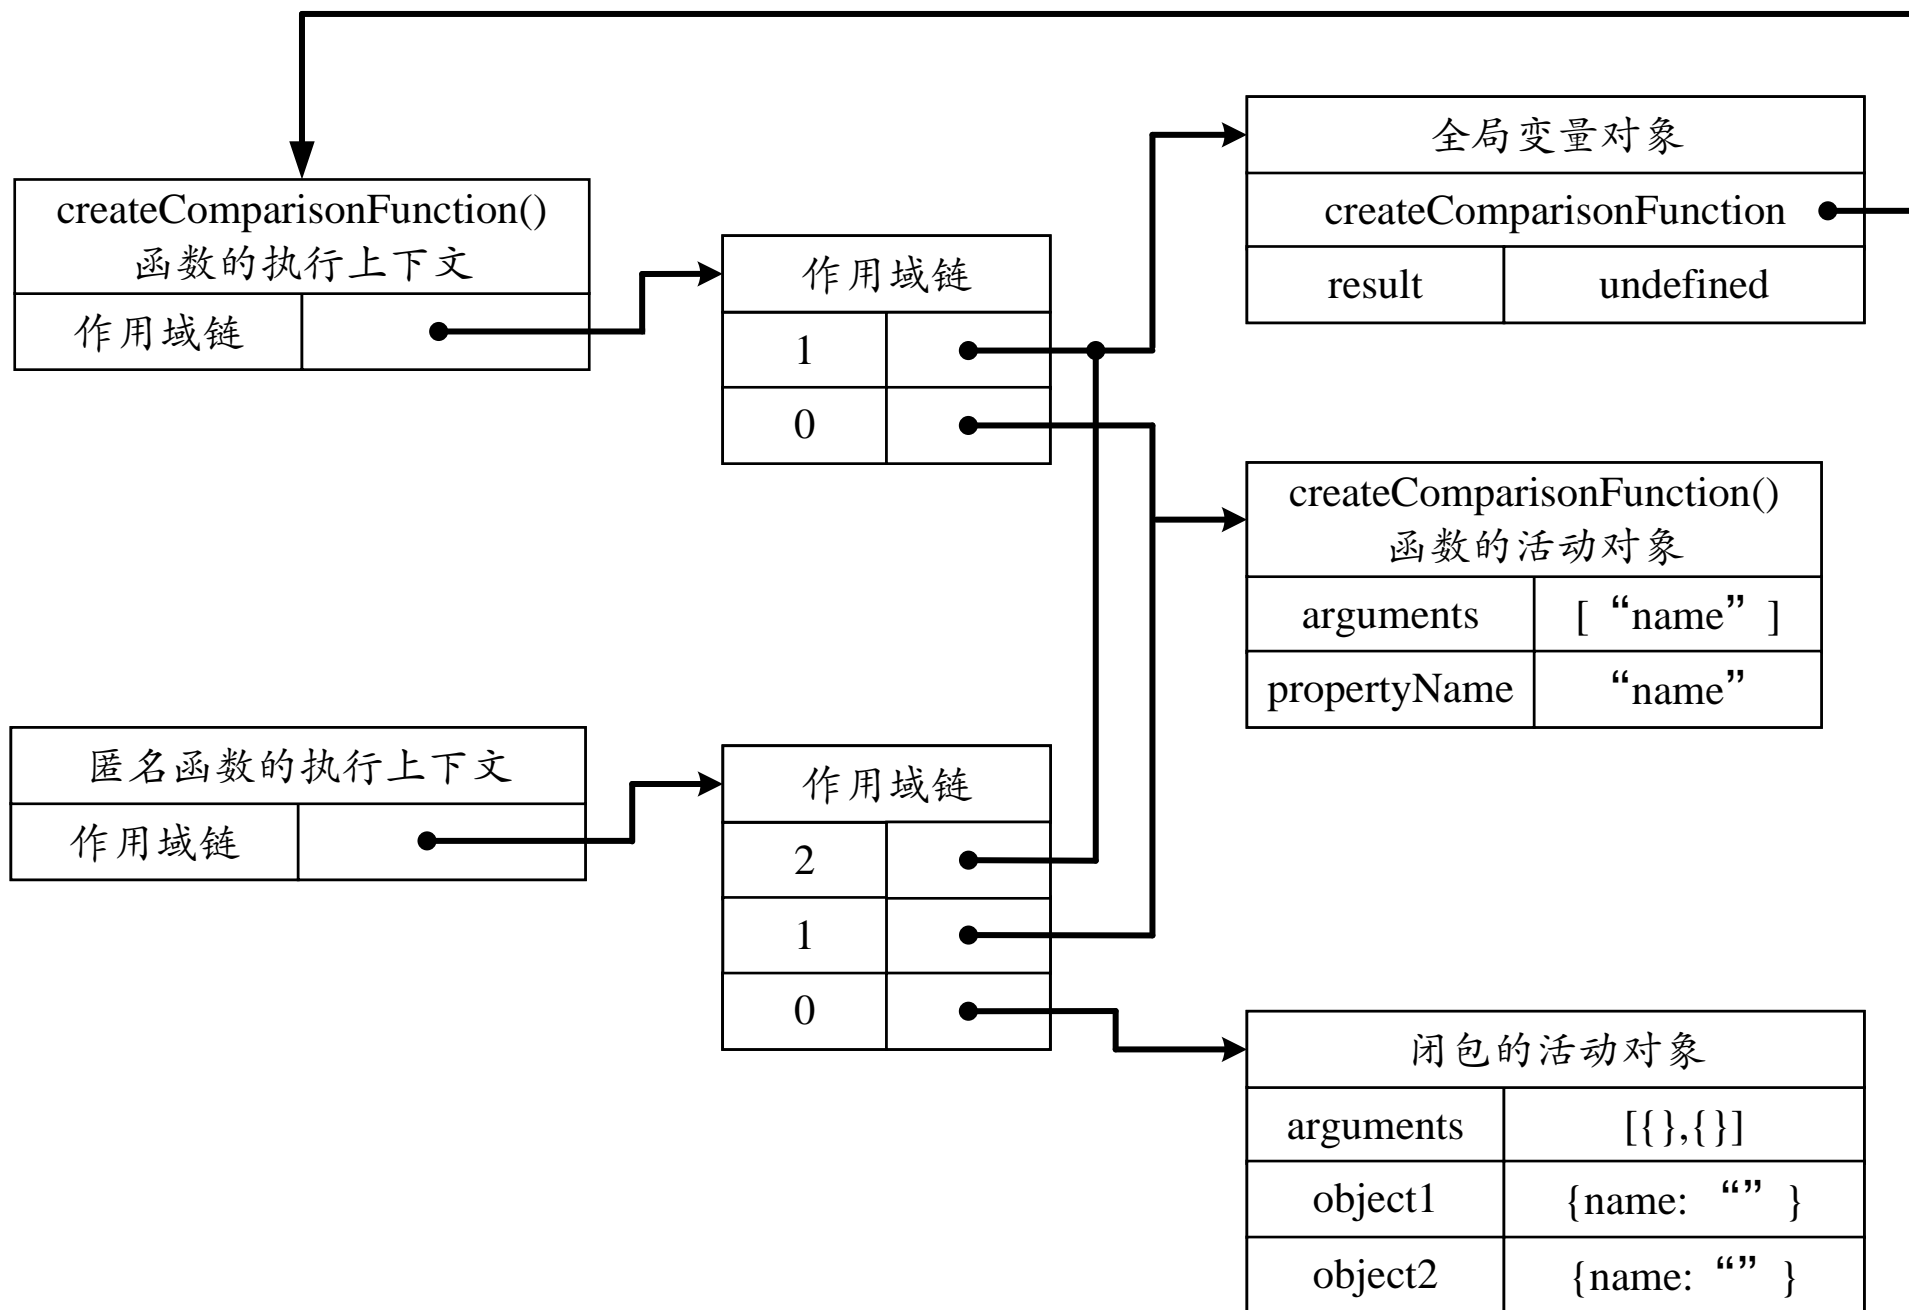 createComparisonFunction()
函数的执行上下文
作用域链
作用域链
1
0
全局变量对象
createComparisonFunction
result undefined
createComparisonFunction()
函数的活动对象
arguments [ “name” ]
propertyName “name”
匿名函数的执行上下文
作用域链
作用域链
2
1
0
闭包的活动对象
arguments [{},{}]
object1 {name: “” }
object2 {name: “” }